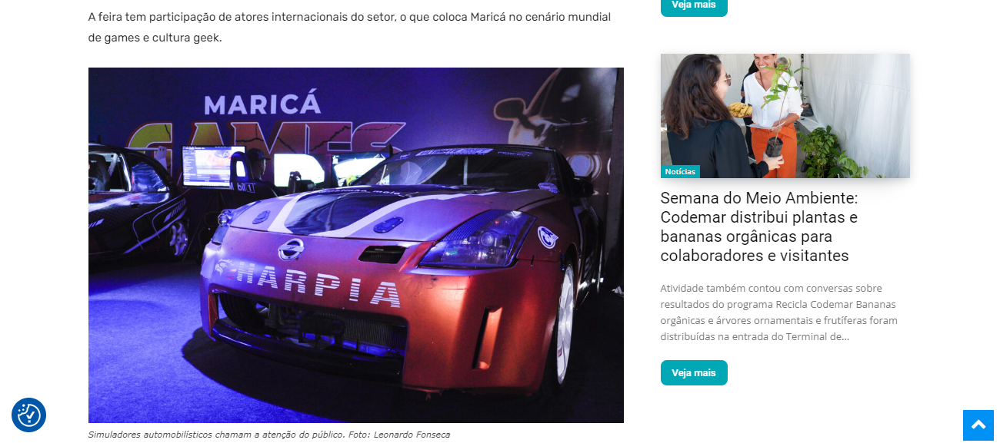 A feira tem participação de atores internacionais do setor, o que coloca Maricá no cenário mundial
de games e cultura geek.
MARICÁ
GAMES
HARPIA
Simuladores automobilísticos chamam a atenção do público. Foto: Leonardo Fonseca
Veja mais
Notícias
Semana do Meio Ambiente:
Codemar distribui plantas e
bananas orgânicas para
colaboradores e visitantes
Atividade também contou com conversas sobre
resultados do programa Recicla Codemar Bananas
orgânicas e árvores ornamentais e frutíferas foram
distribuídas na entrada do Terminal de...
Veja mais